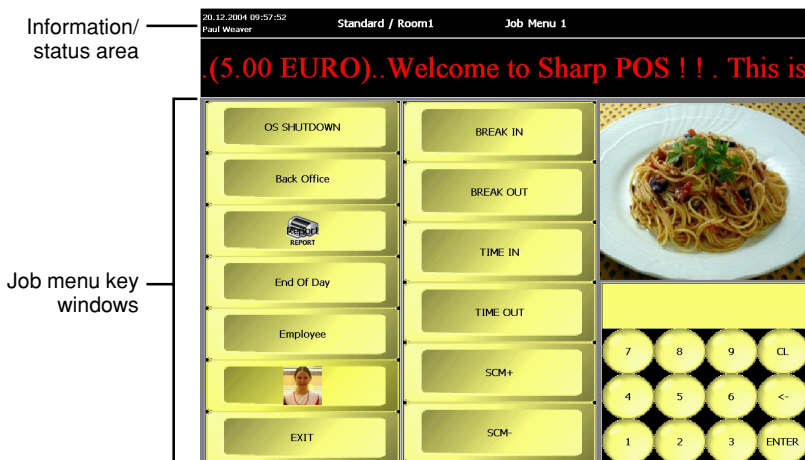 Information/
status area
20.12.2004 09:57:52
Paul Weaver
Standard / Room1
Job Menu 1
.(5.00 EURO)..Welcome to Sharp POS ! ! . This is
Job menu key
windows
OS SHUTDOWN
Back Office
Report
REPORT
End Of Day
Employee
EXIT
BREAK IN
BREAK OUT
TIME IN
TIME OUT
SCM+
SCM-
7 8 9 CL
4 5 6 <-
1 2 3 ENTER